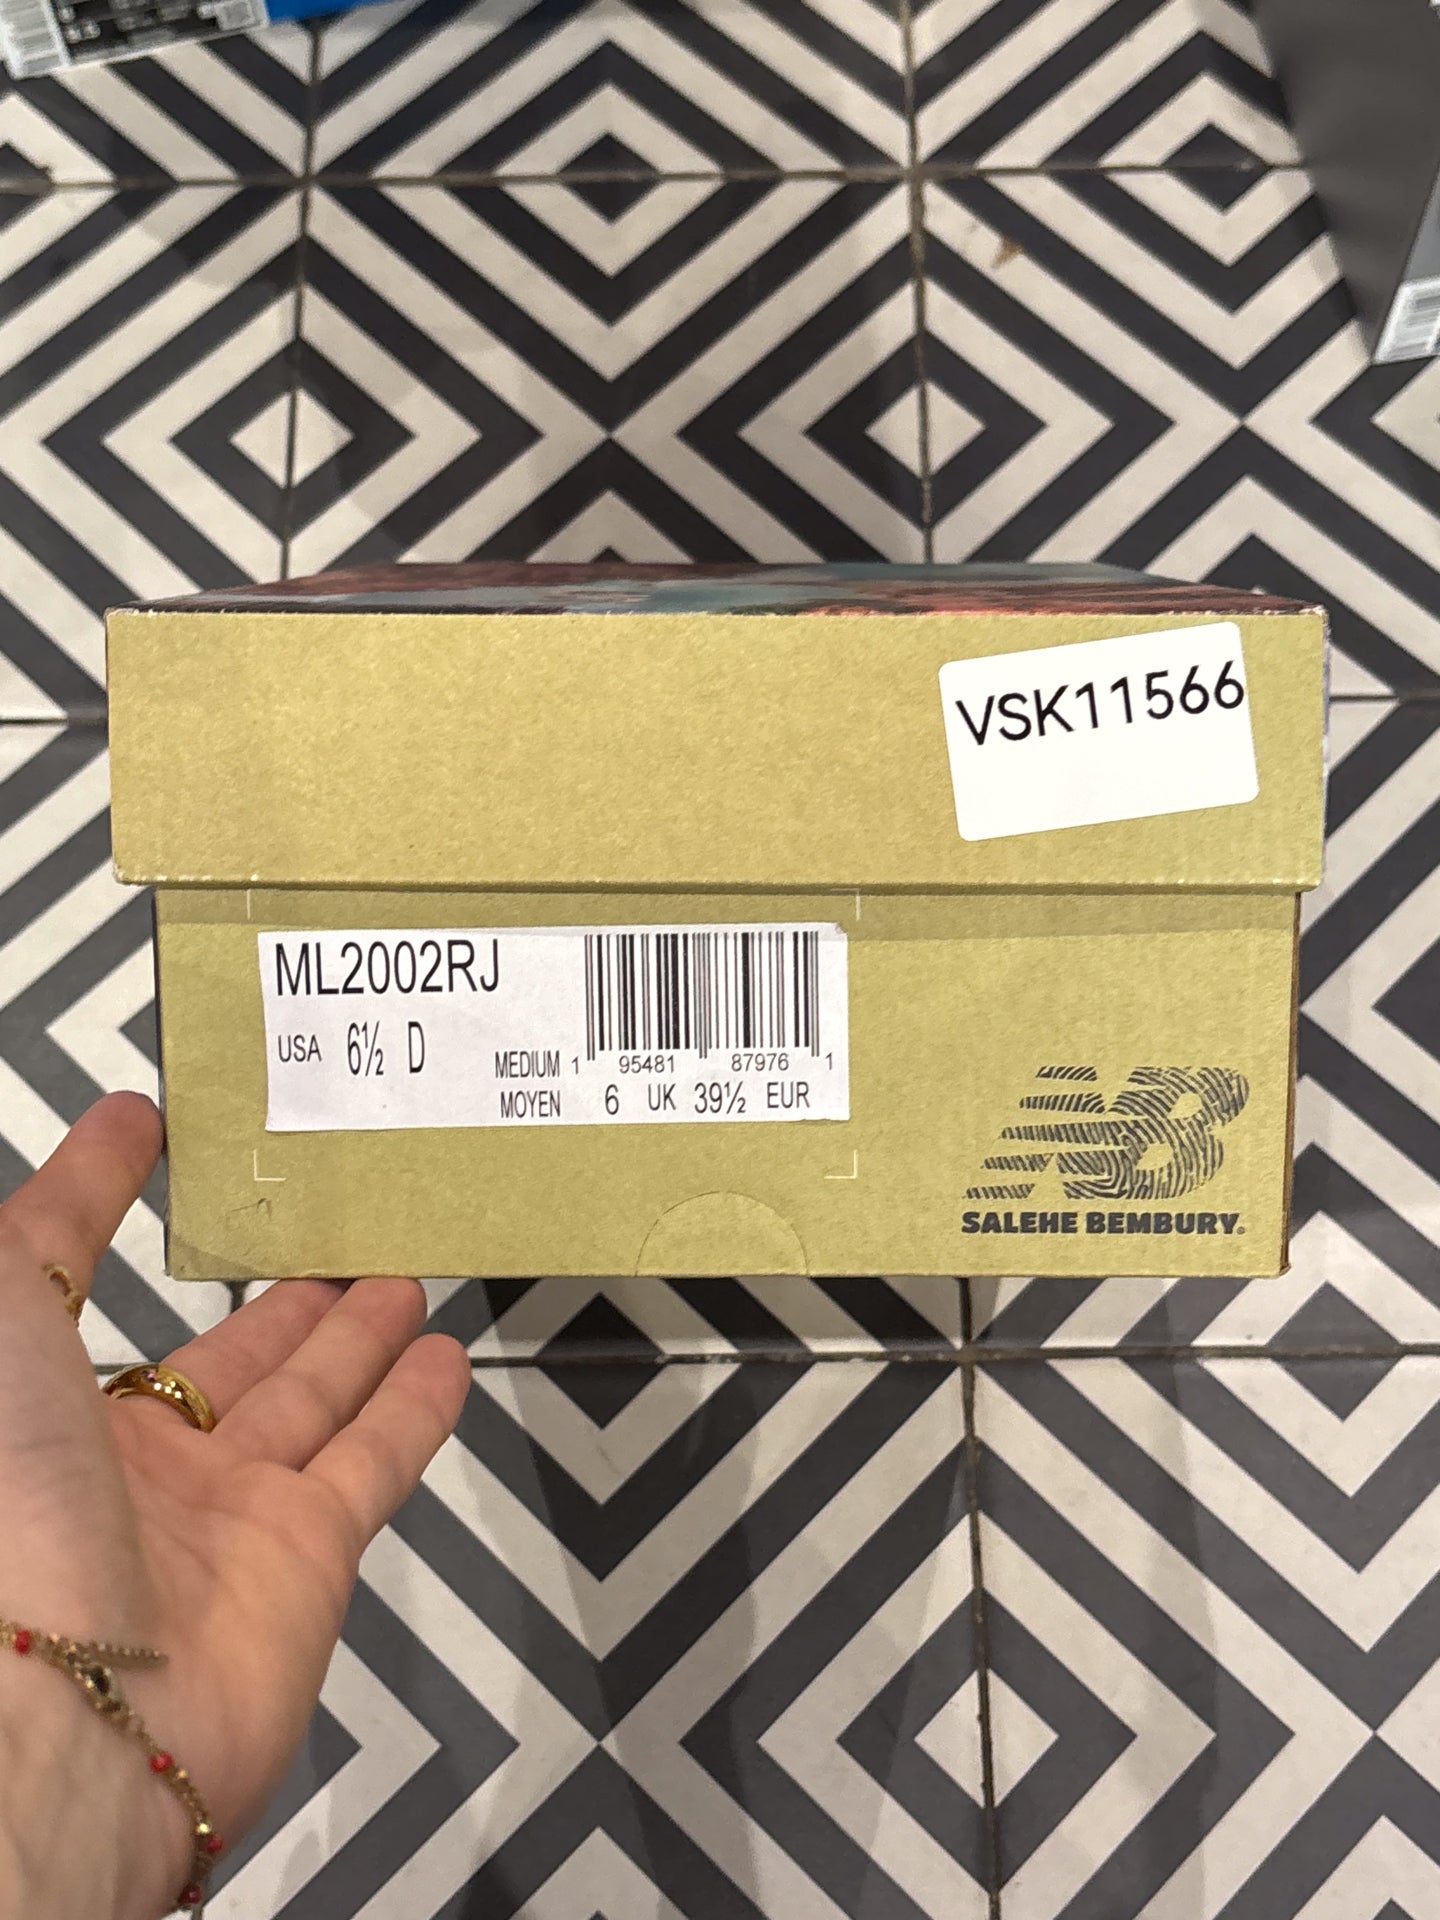 VSK11566
ML2002RJ
USA 6½ D
MEDIUM 1 95481 87976 1
MOYEN 6 UK 39½ EUR
SALEHE BEMBURY.